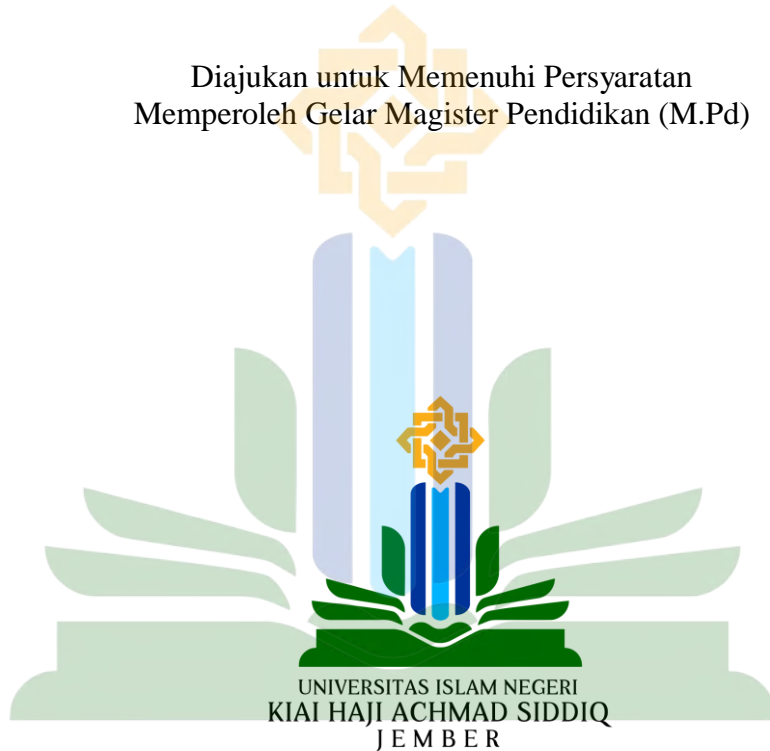 Diajukan untuk Memenuhi Persyaratan
Memperoleh Gelar Magister Pendidikan (M.Pd)
UNIVERSITAS ISLAM NEGERI
KIAI HAJI ACHMAD SIDDIQ
JEMBER